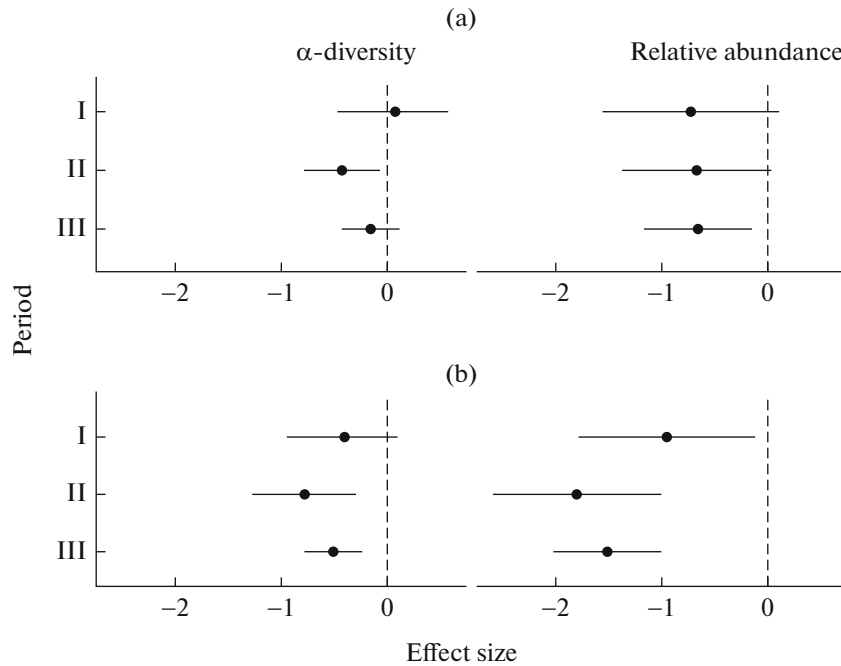 (a)
α-diversity Relative abundance
I
II
III
−2 −1 0 −2 −1 0
Period
(b)
I
II
III
−2 −1 0 −2 −1 0
Effect size